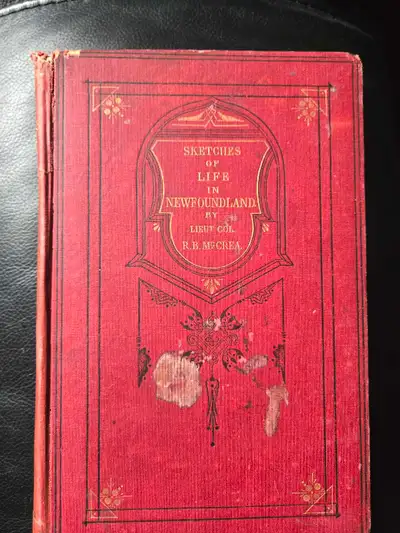 SKETCHES
OF
LIFE
IN
NEWFOUNDLAND
BY
LIEUT COL.
R. B. McCREA.